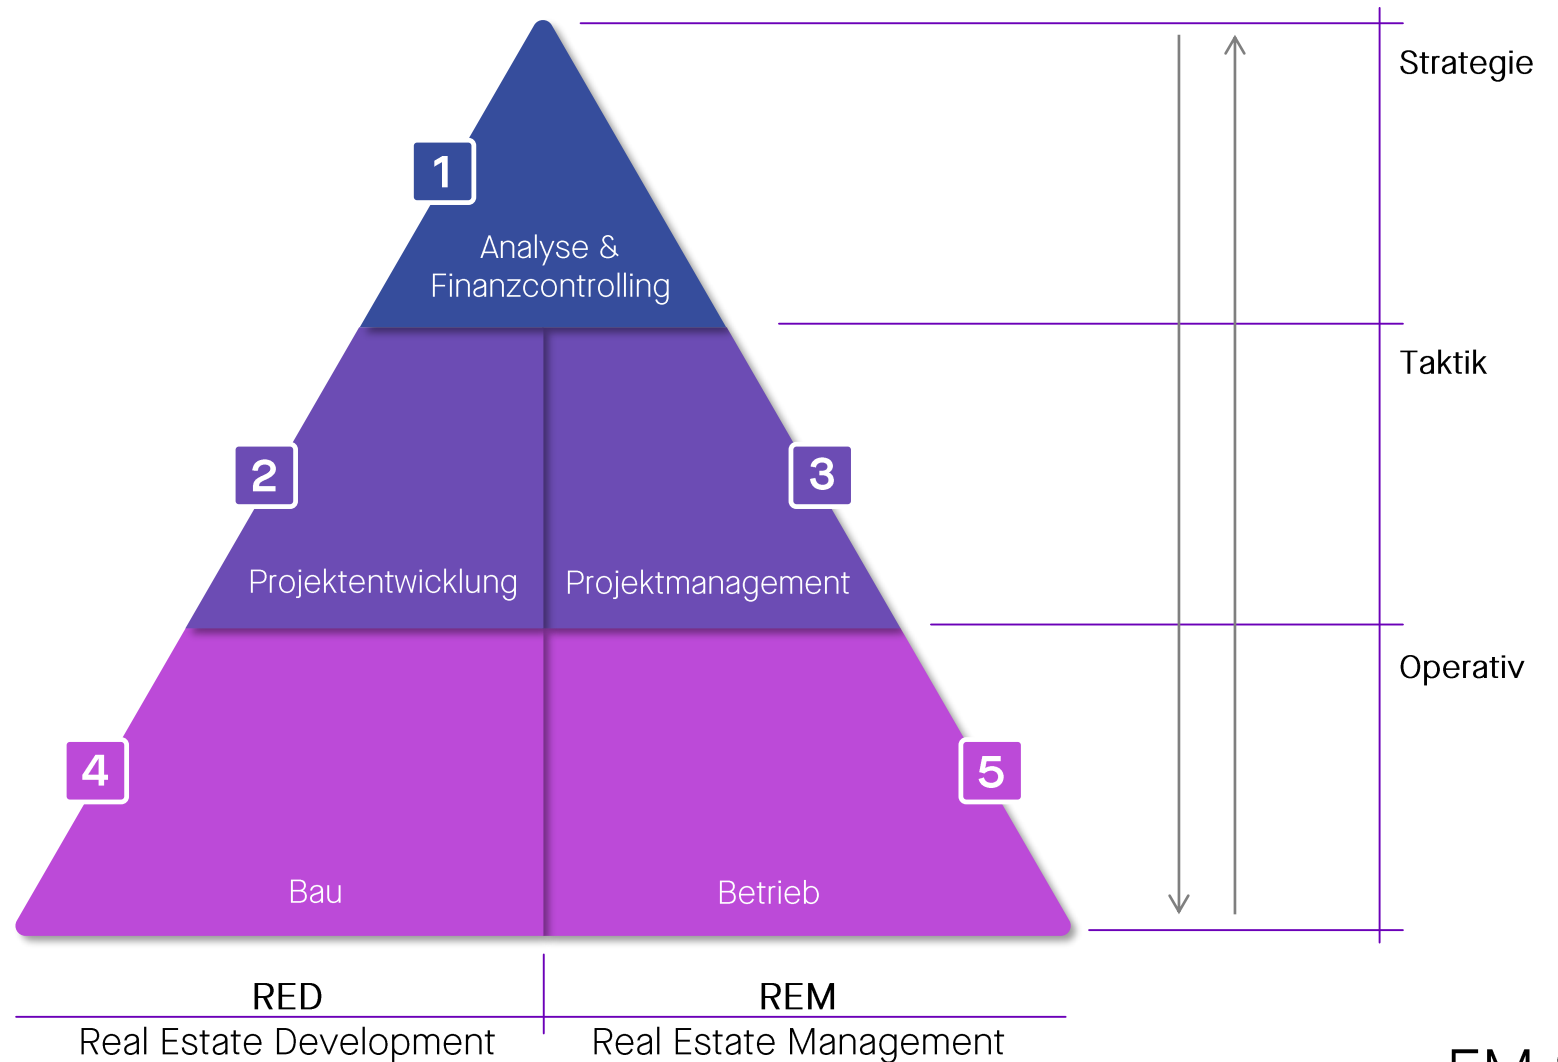 Strategie
1
Analyse &
Finanzcontrolling
Taktik
2
3
Projektentwicklung
Projektmanagement
Operativ
4
5
Bau
Betrieb
RED
REM
Real Estate Development
Real Estate Management